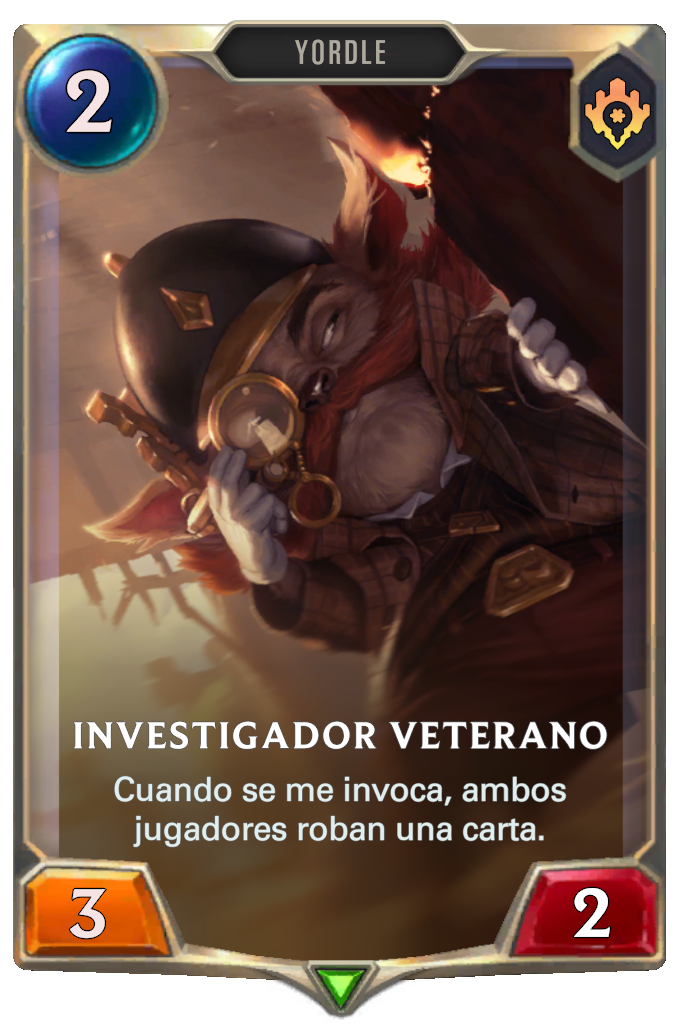 YORDLE
2
INVESTIGADOR VETERANO
Cuando se me invoca, ambos
jugadores roban una carta.
3
2